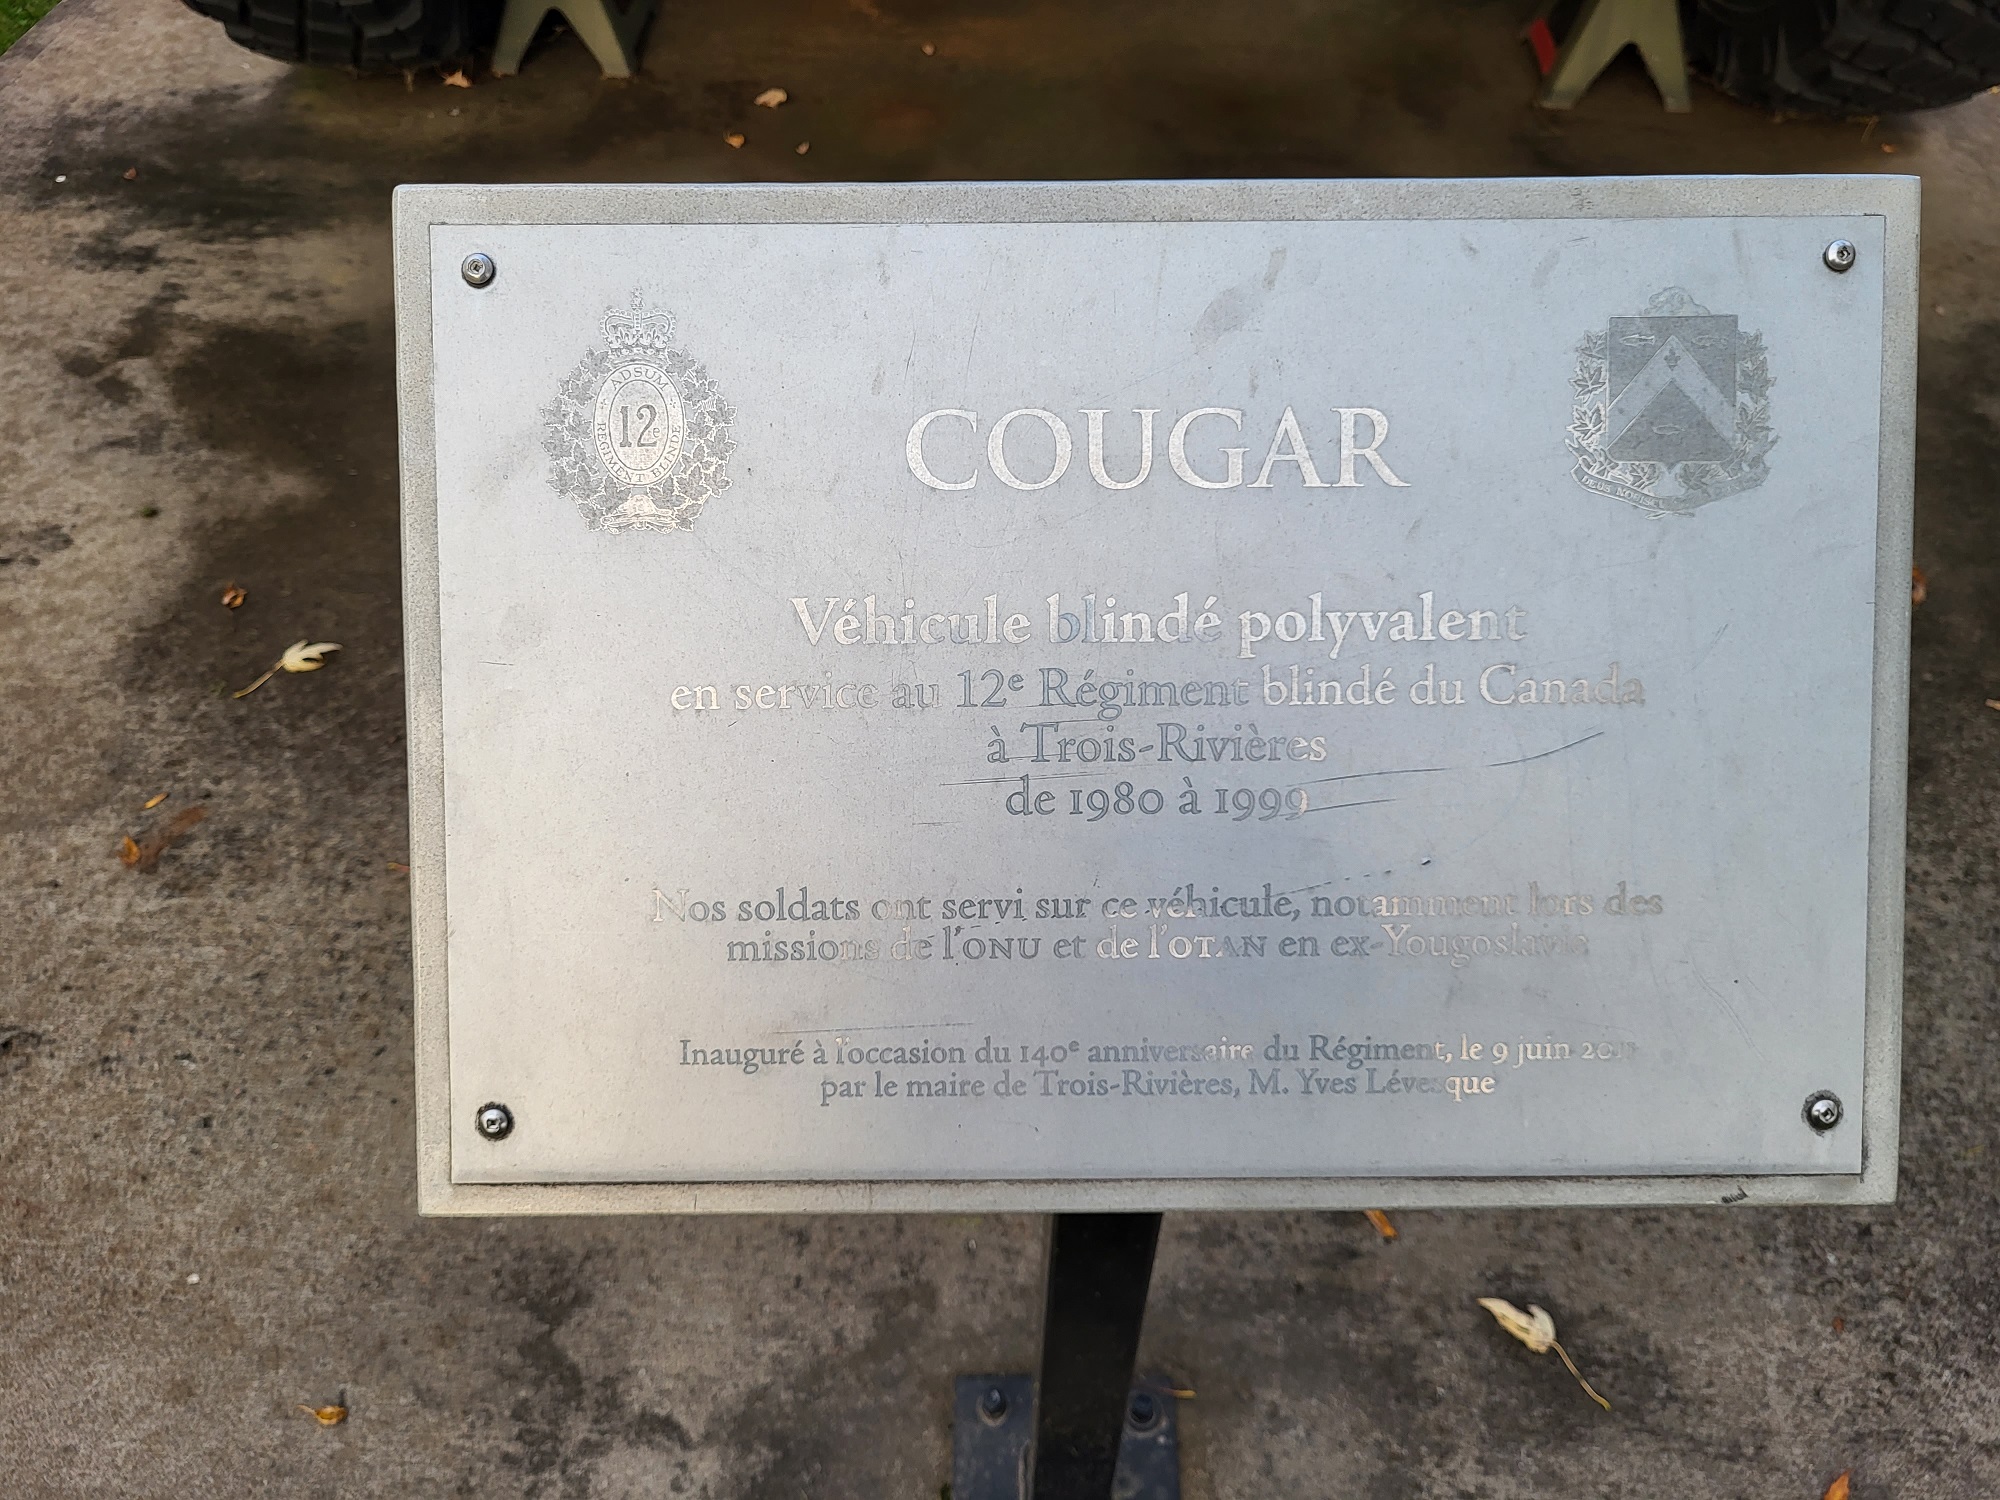 ADSUM
12e
RÉGIMENT BLINDÉ
COUGAR
DEUS NOBISCUM
Véhicule blindé polyvalent
en service au 12e Régiment blindé du Canada
à Trois-Rivières
de 1980 à 1999
Nos soldats ont servi sur ce véhicule, notamment lors des
missions de l'ONU et de l'OTAN en ex-Yougoslavie
Inauguré à l'occasion du 140e anniversaire du Régiment, le 9 juin
par le maire de Trois-Rivières, M. Yves Lévesque